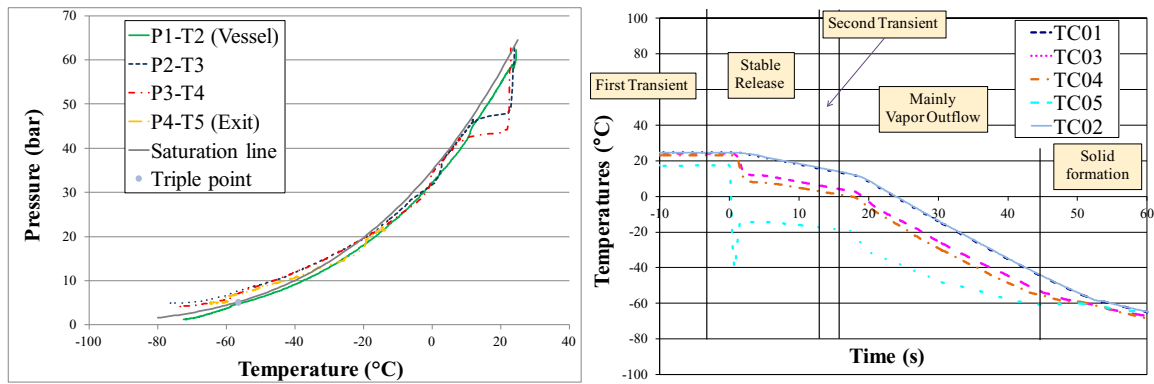 70
60
50
40
30
20
10
0
-100
-80
-60
-40
-20
0
20
40
Pressure (bar)
Temperature (°C)
P1-T2 (Vessel)
P2-T3
P3-T4
P4-T5 (Exit)
Saturation line
Triple point
100
80
60
40
20
0
-20
-40
-60
-80
-100
-10
0
10
20
30
40
50
60
Temperatures (°C)
Time (s)
First Transient
Stable
Release
Second Transient
Mainly
Vapor Outflow
Solid
formation
TC01
TC03
TC04
TC05
TC02